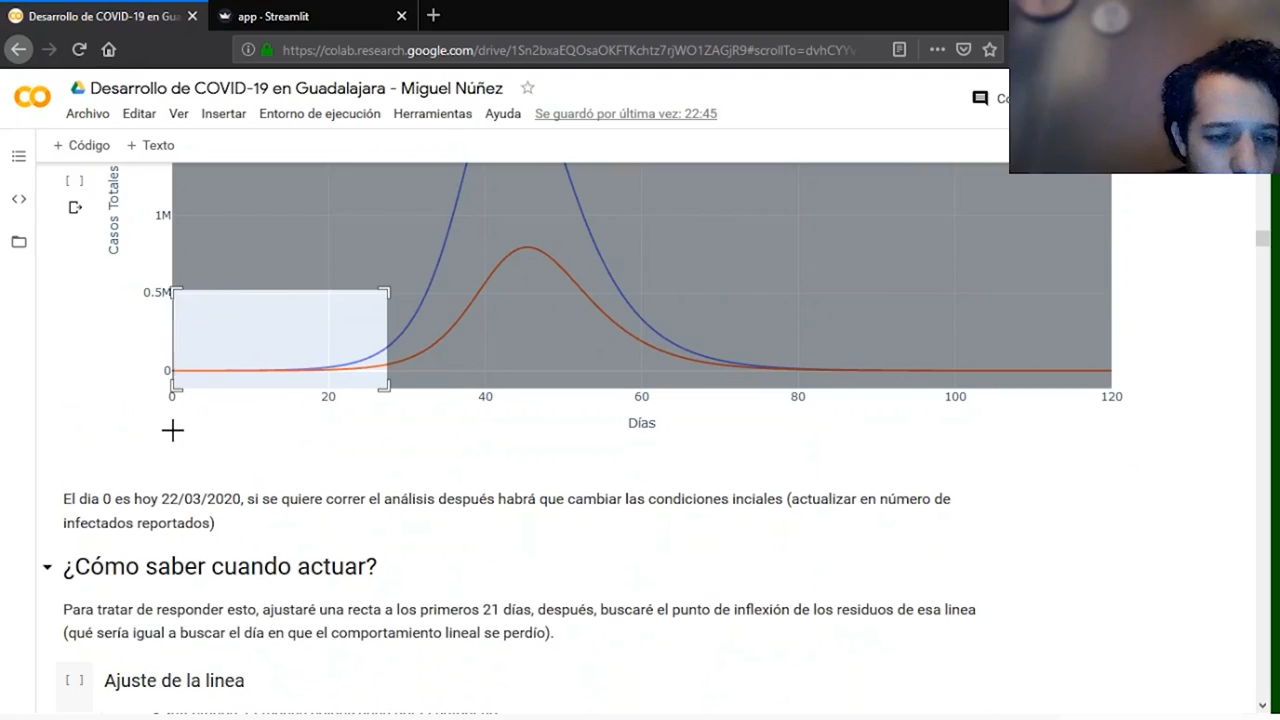 Desarrollo de COVID-19 en Gua
app - Streamlit
https://colab.research.google.com/drive/1Sn2bxaEQOsaOKFTKchtz7rjWO1ZAGjR9#scrollTo=dvhCYYv
Desarrollo de COVID-19 en Guadalajara - Miguel Núñez
Co
Archivo Editar Ver Insertar Entorno de ejecución Herramientas Ayuda Se guardó por última vez: 22:45
+ Código + Texto
[ ]
Casos Totales
1M
0.5M
0
0 20 40 60 80 100 120
Días
El dia 0 es hoy 22/03/2020, si se quiere correr el análisis después habrá que cambiar las condiciones inciales (actualizar en número de
infectados reportados)
¿Cómo saber cuando actuar?
Para tratar de responder esto, ajustaré una recta a los primeros 21 días, después, buscaré el punto de inflexión de los residuos de esa linea
(qué sería igual a buscar el día en que el comportamiento lineal se perdío).
[ ] Ajuste de la linea